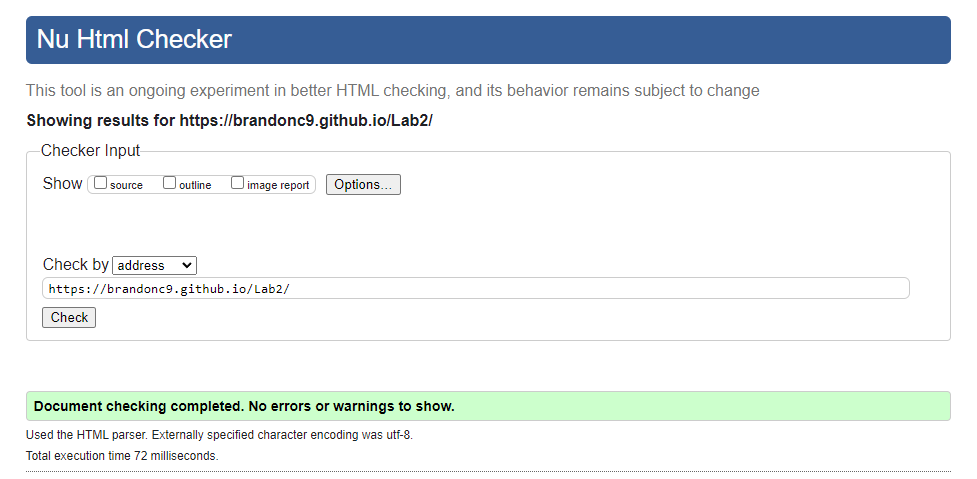 Nu Html Checker
This tool is an ongoing experiment in better HTML checking, and its behavior remains subject to change
Showing results for https://brandonc9.github.io/Lab2/
Checker Input
Show source outline image report Options...
Check by address
https://brandonc9.github.io/Lab2/
Check
Document checking completed. No errors or warnings to show.
Used the HTML parser. Externally specified character encoding was utf-8.
Total execution time 72 milliseconds.